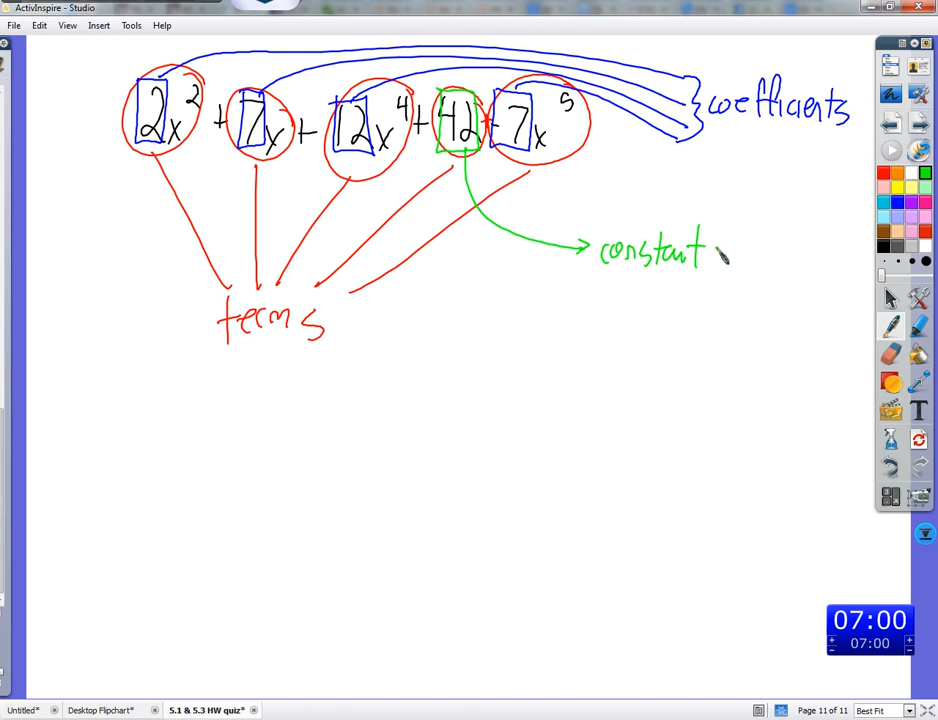 ActivInspire - Studio
File Edit View Insert Tools Help
2x² + 7x + 12x⁴ + 42 - 7x⁵
coefficients
constant
terms
07:00
07:00
Untitled* Desktop Flipchart* 5.1 & 5.3 HW quiz* Page 11 of 11 Best Fit